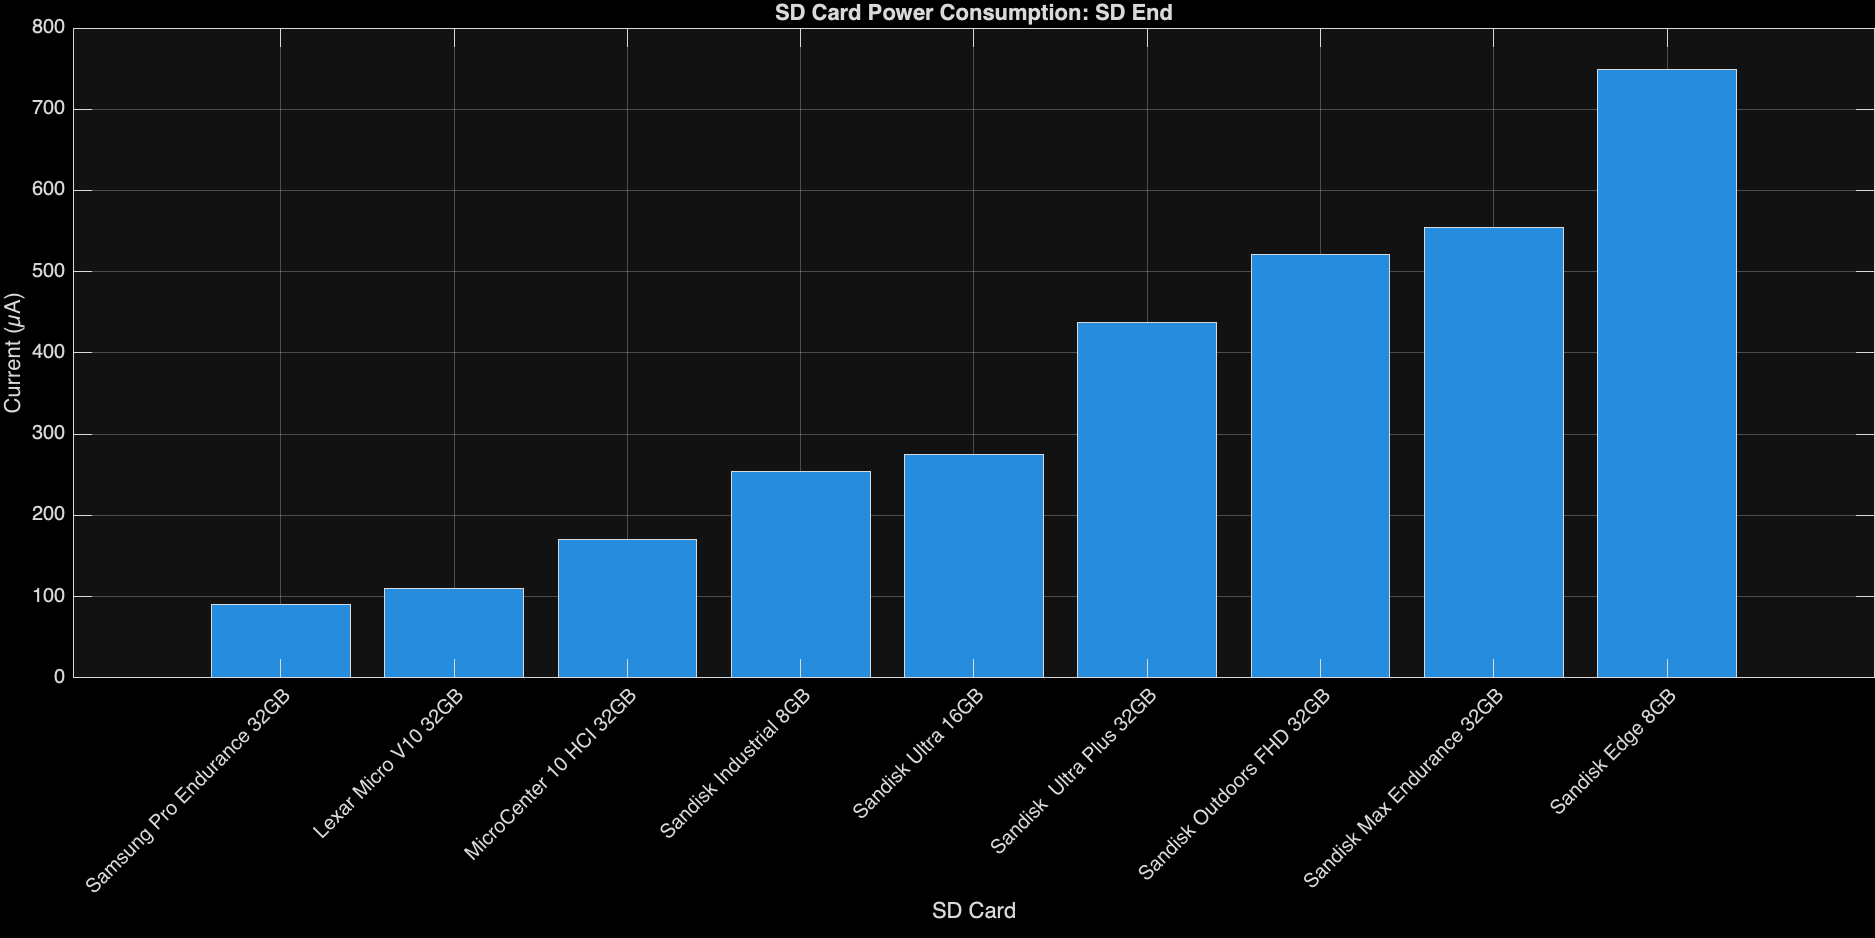 SD Card Power Consumption: SD End
800
700
600
500
400
300
200
100
0
Current (μA)
Samsung Pro Endurance 32GB
Lexar Micro V10 32GB
MicroCenter 10 HCI 32GB
Sandisk Industrial 8GB
Sandisk Ultra 16GB
Sandisk  Ultra Plus 32GB
Sandisk Outdoors FHD 32GB
Sandisk Max Endurance 32GB
Sandisk Edge 8GB
SD Card